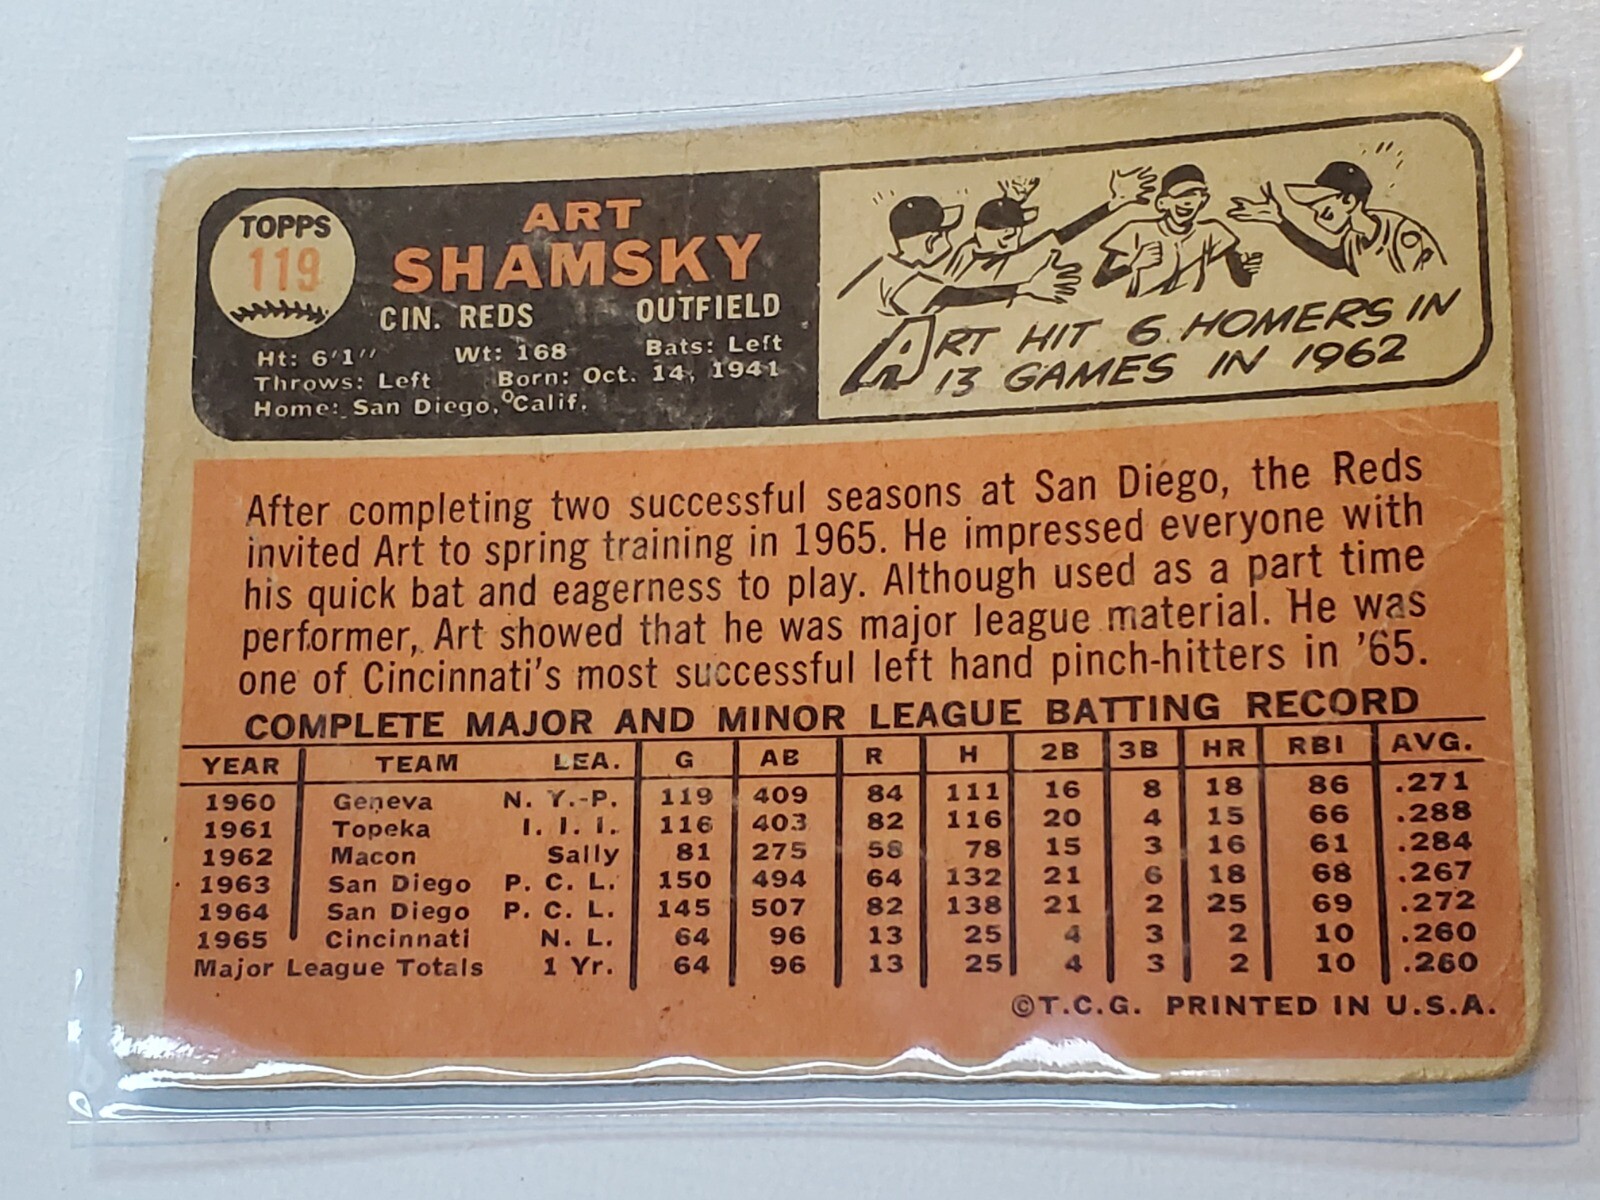 TOPPS
119
ART
SHAMSKY
CIN. REDS OUTFIELD
Ht: 6'1" Wt: 168 Bats: Left
Throws: Left Born: Oct. 14, 1941
Home: San Diego, Calif.
ART HIT 6 HOMERS IN
13 GAMES IN 1962
After completing two successful seasons at San Diego, the Reds
invited Art to spring training in 1965. He impressed everyone with
his quick bat and eagerness to play. Although used as a part time
performer, Art showed that he was major league material. He was
one of Cincinnati's most successful left hand pinch-hitters in '65.
COMPLETE MAJOR AND MINOR LEAGUE BATTING RECORD
YEAR TEAM LEA. G AB R H 2B 3B HR RBI AVG.
1960 Geneva N. Y.-P. 119 409 84 111 16 8 18 86 .271
1961 Topeka I. I. I. 116 403 82 116 20 4 15 66 .288
1962 Macon Sally 81 275 58 78 15 3 16 61 .284
1963 San Diego P. C. L. 150 494 64 132 21 6 18 68 .267
1964 San Diego P. C. L. 145 507 82 138 21 2 25 69 .272
1965 Cincinnati N. L. 64 96 13 25 4 3 2 10 .260
Major League Totals 1 Yr. 64 96 13 25 4 3 2 10 .260
©T.C.G. PRINTED IN U.S.A.